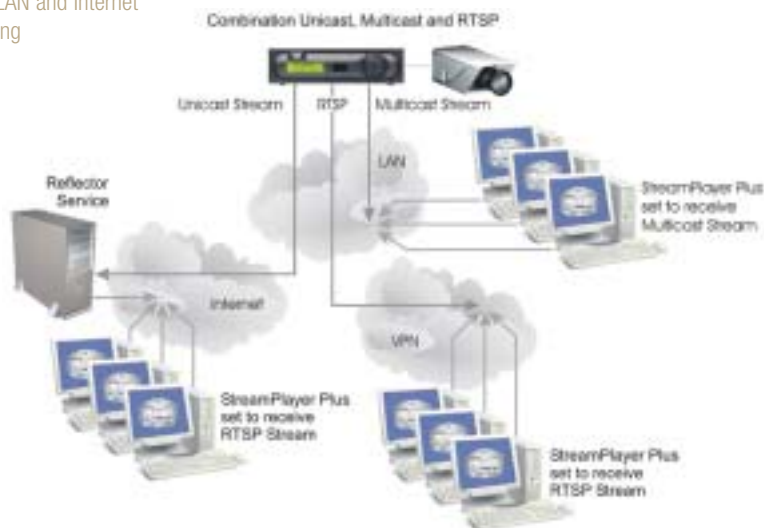 LAN and Internet
ng
Combination Unicast, Multicast and RTSP
Unicast Stream
RTSP
Multicast Stream
LAN
StreamPlayer Plus
set to receive
Multicast Stream
Reflector
Service
Internet
VPN
StreamPlayer Plus
set to receive
RTSP Stream
StreamPlayer Plus
set to receive
RTSP Stream